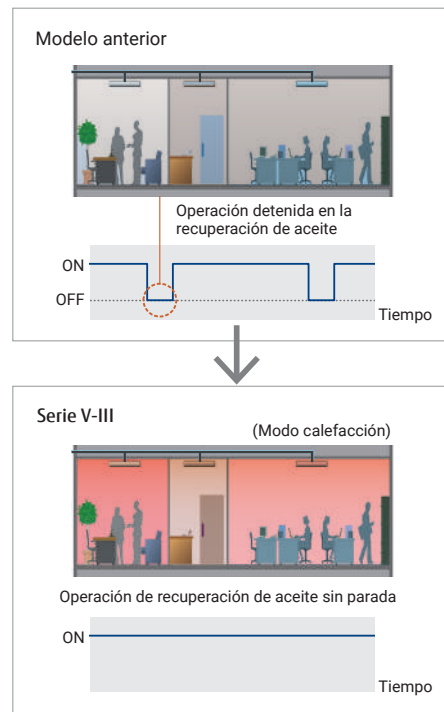 Modelo anterior
Operación detenida en la
recuperación de aceite
ON
OFF
Tiempo
Serie V-III
(Modo calefacción)
Operación de recuperación de aceite sin parada
ON
Tiempo